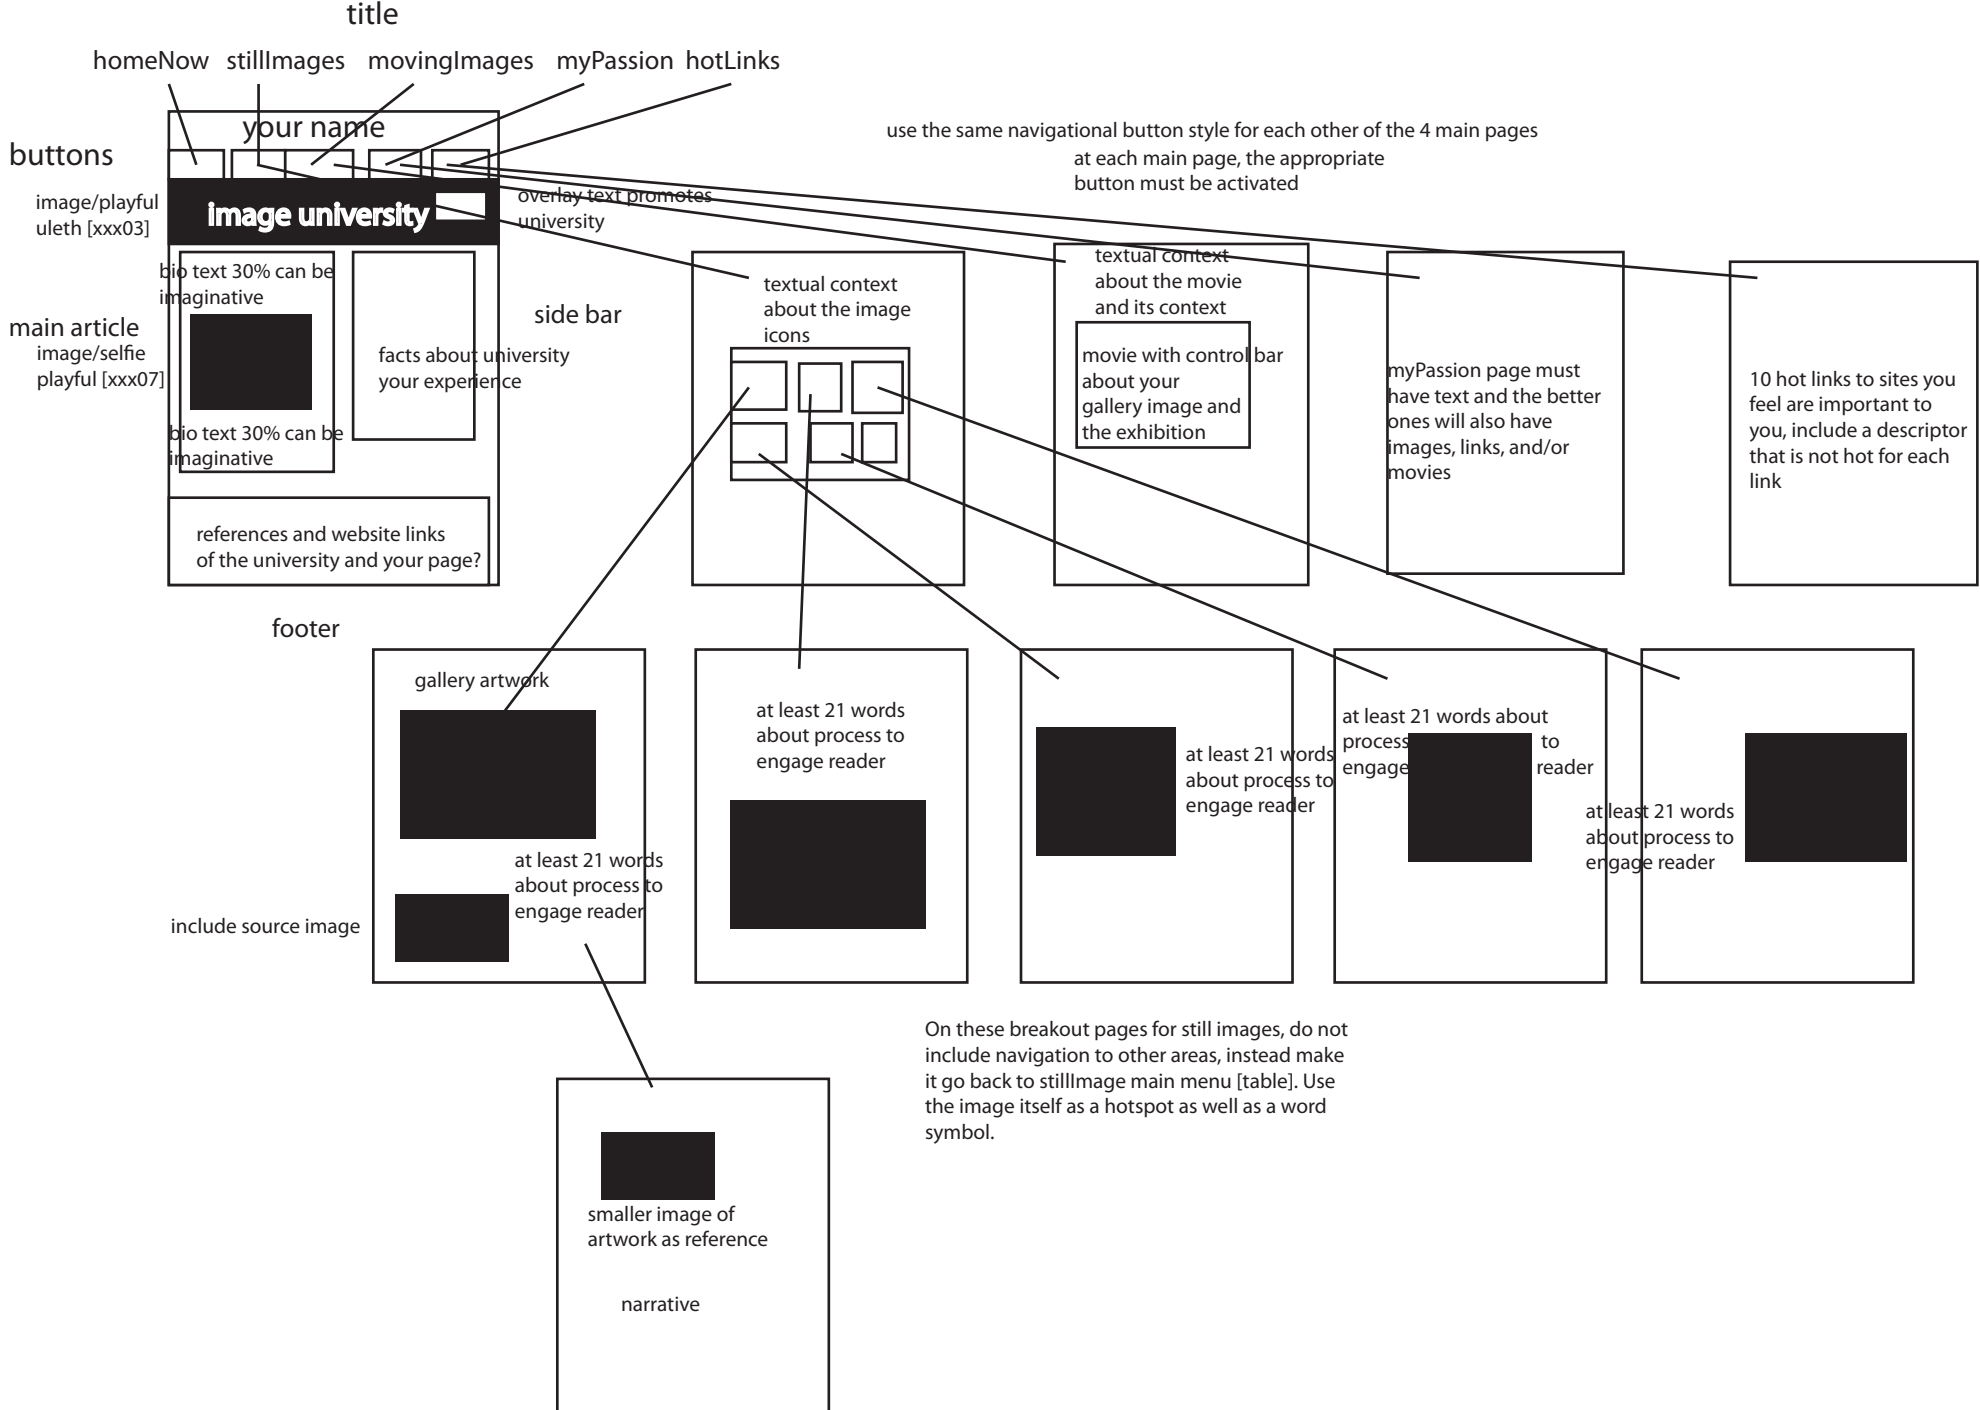 title
homeNow stillImages movingImages myPassion hotLinks
your name
buttons
use the same navigational button style for each other of the 4 main pages
at each main page, the appropriate
button must be activated
image/playful
uleth [xxx03]
image university
overlay text promotes
university
bio text 30% can be
imaginative
main article
image/selfie
playful [xxx07]
bio text 30% can be
imaginative
side bar
facts about university
your experience
references and website links
of the university and your page?
footer
textual context
about the image
icons
textual context
about the movie
and its context
movie with control bar
about your
gallery image and
the exhibition
myPassion page must
have text and the better
ones will also have
images, links, and/or
movies
10 hot links to sites you
feel are important to
you, include a descriptor
that is not hot for each
link
gallery artwork
at least 21 words
about process to
engage reader
include source image
at least 21 words
about process to
engage reader
at least 21 words
about process to
engage reader
at least 21 words about
process to
engage reader
at least 21 words
about process to
engage reader
On these breakout pages for still images, do not
include navigation to other areas, instead make
it go back to stillImage main menu [table]. Use
the image itself as a hotspot as well as a word
symbol.
smaller image of
artwork as reference
narrative